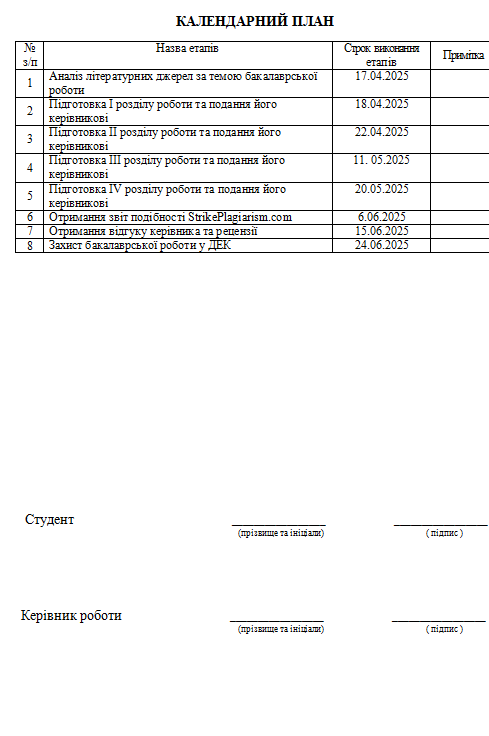 КАЛЕНДАРНИЙ ПЛАН
№ з/п Назва етапів Строк виконання етапів Примітка
1 Аналіз літературних джерел за темою бакалаврської роботи 17.04.2025
2 Підготовка І розділу роботи та подання його керівникові 18.04.2025
3 Підготовка ІІ розділу роботи та подання його керівникові 22.04.2025
4 Підготовка ІІІ розділу роботи та подання його керівникові 11. 05.2025
5 Підготовка IV розділу роботи та подання його керівникові 20.05.2025
6 Отримання звіт подібності StrikePlagiarism.com 6.06.2025
7 Отримання відгуку керівника та рецензії 15.06.2025
8 Захист бакалаврської роботи у ДЕК 24.06.2025
Студент
(прізвище та ініціали) ( підпис )
Керівник роботи
(прізвище та ініціали) ( підпис )